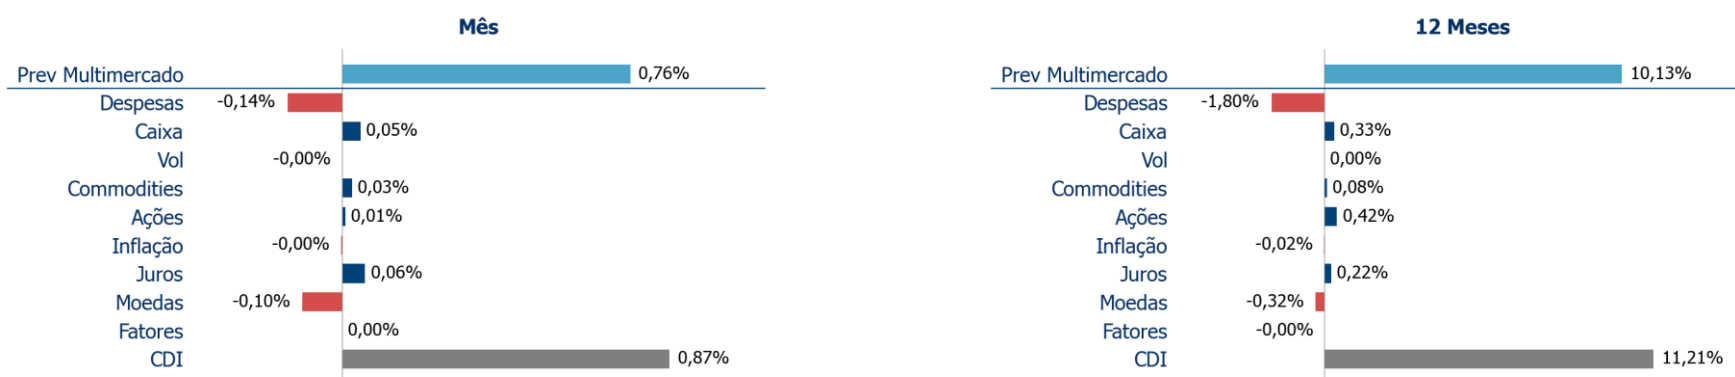 Mês
Prev Multimercado 0,76%
Despesas -0,14%
Caixa 0,05%
Vol -0,00%
Commodities 0,03%
Ações 0,01%
Inflação -0,00%
Juros 0,06%
Moedas -0,10%
Fatores 0,00%
CDI 0,87%
12 Meses
Prev Multimercado 10,13%
Despesas -1,80%
Caixa 0,33%
Vol 0,00%
Commodities 0,08%
Ações 0,42%
Inflação -0,02%
Juros 0,22%
Moedas -0,32%
Fatores -0,00%
CDI 11,21%